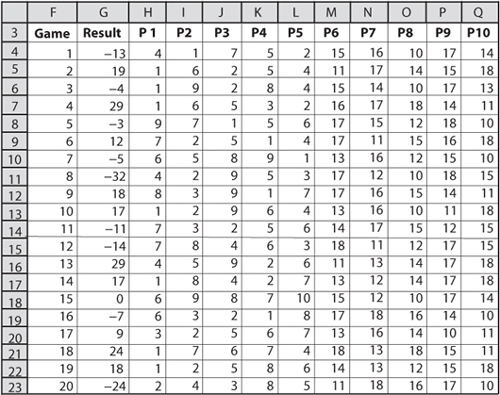 F G H I J K L M N O P Q
3 Game Result P 1 P2 P3 P4 P5 P6 P7 P8 P9 P10
4 1 −13 4 1 7 5 2 15 16 10 17 14
5 2 19 1 6 2 5 4 11 17 14 15 18
6 3 −4 1 9 2 8 4 15 14 10 17 13
7 4 29 1 6 5 3 2 16 17 18 14 11
8 5 −3 9 7 1 5 6 17 15 12 18 10
9 6 12 7 2 5 1 4 17 11 15 16 18
10 7 −5 6 5 8 9 1 13 16 12 15 10
11 8 −32 4 2 9 5 3 17 12 10 18 15
12 9 18 8 3 9 1 7 17 16 15 14 11
13 10 17 1 2 9 6 4 13 16 10 11 18
14 11 −11 7 3 2 5 6 14 17 15 12 15
15 12 −14 7 8 4 6 3 18 11 12 17 15
16 13 29 4 5 9 2 6 11 13 14 17 18
17 14 17 1 8 4 2 7 13 12 14 17 18
18 15 0 6 9 8 7 10 15 12 10 17 14
19 16 −7 6 3 2 1 8 17 18 16 14 10
20 17 9 3 2 5 6 7 13 16 14 10 11
21 18 24 1 7 6 7 4 18 13 18 15 11
22 19 18 1 2 5 8 6 14 13 12 15 18
23 20 −24 2 4 3 8 5 11 18 16 17 10